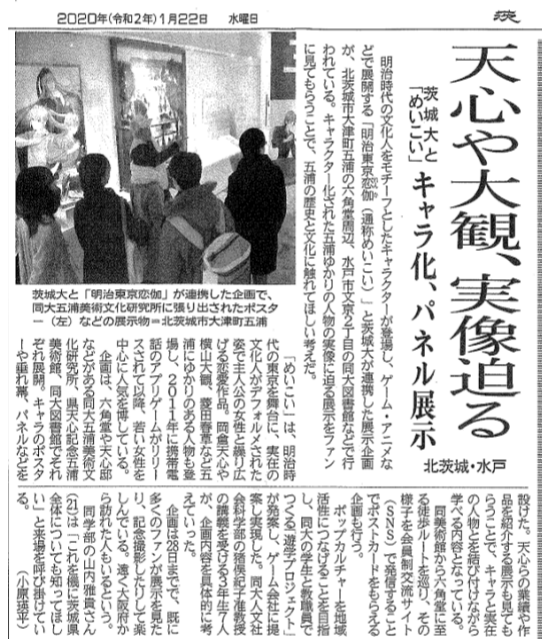 2020年(令和2年)1月22日　水曜日
天心や大観、実像迫る
茨城大と
「めいこい」
キャラ化、パネル展示
北茨城・水戸
明治時代の文化人をモチーフとしたキャラクターが登場し、ゲーム・アニメな
どで展開する「明治東京恋伽(通称めいこい)」と茨城大が連携した展示企画
が、北茨城市大津町五浦の六角堂周辺、水戸市文京2丁目の同大図書館などで行
われている。キャラクター化された五浦ゆかりの人物の実像に迫る展示をファン
に見てもらうことで、五浦の歴史と文化に触れてほしい考えだ。
茨城大と「明治東京恋伽」が連携した企画で、
同大五浦美術文化研究所に張り出されたポスタ
ー(左)などの展示物＝北茨城市大津町五浦
「めいこい」は、明治時
代の東京を舞台に、実在の
文化人がデフォルメされた
姿で主人公の女性と繰り広
げる恋愛作品。岡倉天心や
横山大観、菱田春草など五
浦にゆかりのある人物も登
場し、2011年に携帯電
話のアプリゲームがリリー
スされて以降、若い女性を
中心に人気を博している。
企画は、六角堂や天心邸
などがある同大五浦美術文
化研究所、県天心記念五浦
美術館、同大図書館でそれ
ぞれ展開。キャラのポスタ
ーや垂れ幕、パネルなどを
設けた。天心らの業績や作
品を紹介する展示も見ても
らうことで、キャラと実在
の人物とを結び付けながら
学べる内容となっている。
同美術館から六角堂に至
る徒歩ルートを巡り、その
様子を会員制交流サイト
(SNS)で発信すること
でポストカードをもらえる
企画も行う。
ポップカルチャーを地域
活性につなげることを目指
し、同大の学生と教職員で
つくる「遊学プロジェクト」
が発案し、ゲーム会社に提
案し実現した。同大人文社
会科学部の猪俣紀子准教授
の講義を受ける3年生7人
が、企画内容を具体的に考
えていった。
企画は28日までで、既に
多くのファンが展示を見た
り、記念撮影したりして楽
しんでいる。遠く大阪府か
ら訪れた人もいるという。
同学部の山内雅貴さん
(21)は「これを機に茨城県
全体についても知ってほし
い」と来場を呼び掛けてい
る。
(小原瑛平)